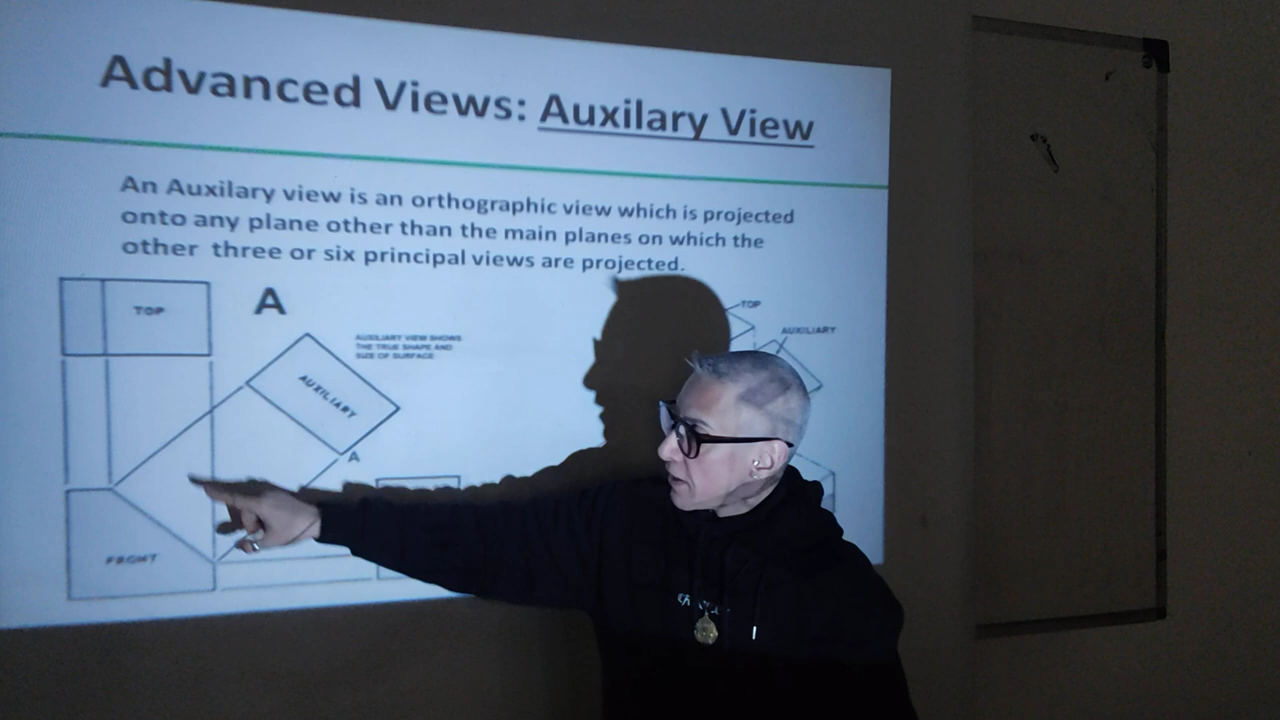 Advanced Views: Auxilary View
An Auxilary view is an orthographic view which is projected
onto any plane other than the main planes on which the
other three or six principal views are projected.
TOP
A
AUXILIARY VIEW SHOWS
THE TRUE SHAPE AND
SIZE OF SURFACE
TOP
AUXILIARY
AUXILIARY
A
FRONT